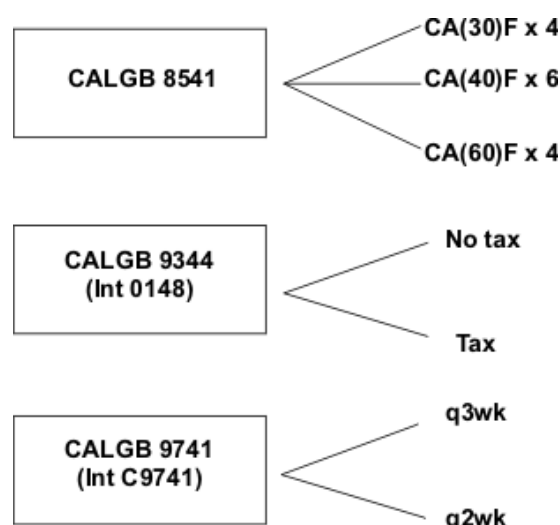 CALGB 8541
CA(30)F x 4
CA(40)F x 6
CA(60)F x 4
CALGB 9344
(Int 0148)
No tax
Tax
CALGB 9741
(Int C9741)
q3wk
q2wk